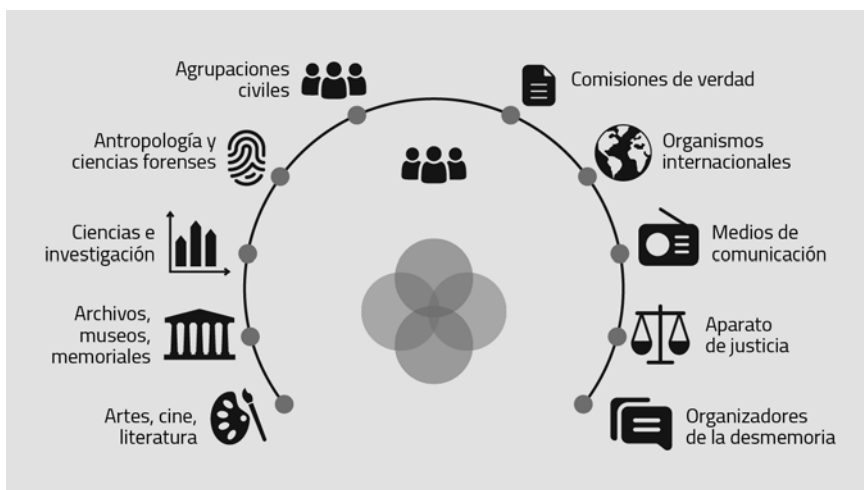 Agrupaciones
civiles
Antropología y
ciencias forenses
Ciencias e
investigación
Archivos,
museos,
memoriales
Artes, cine,
literatura
Comisiones de verdad
Organismos
internacionales
Medios de
comunicación
Aparato
de justicia
Organizadores
de la desmemoria